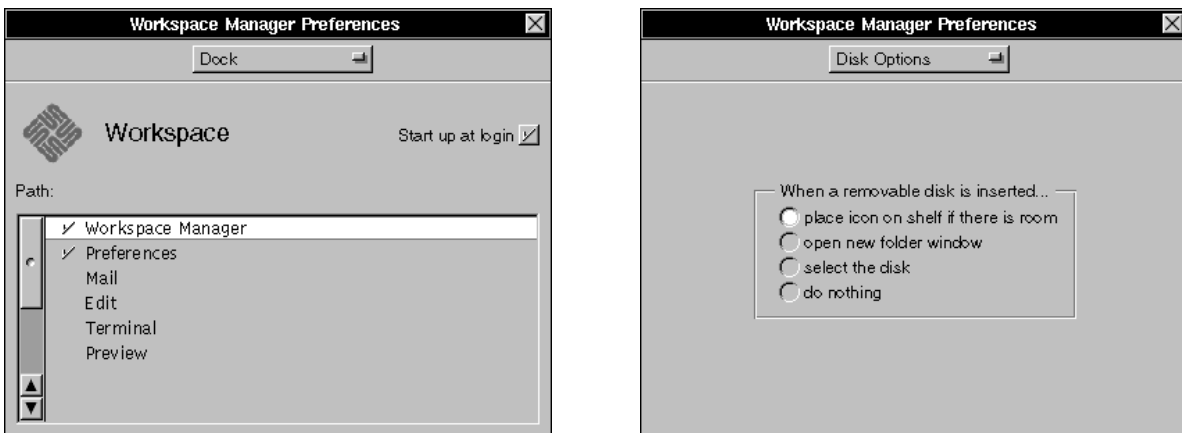 Workspace Manager Preferences
Dock
Workspace
Start up at login
Path:
Workspace Manager
Preferences
Mail
Edit
Terminal
Preview
Workspace Manager Preferences
Disk Options
When a removable disk is inserted...
place icon on shelf if there is room
open new folder window
select the disk
do nothing